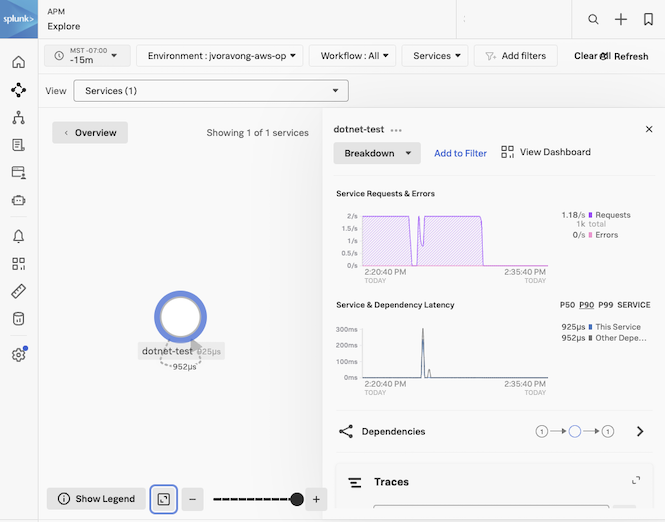 splunk>
APM
Explore
MST -07:00
-15m
Environment : jvoravong-aws-op
Workflow : All
Services
Add filters
Clear All
Refresh
View
Services (1)
Overview
Showing 1 of 1 services
dotnet-test
Breakdown
Add to Filter
View Dashboard
Service Requests & Errors
2/s
1.5/s
1/s
0.5/s
0/s
2:20:40 PM
TODAY
2:35:40 PM
TODAY
1.18/s Requests
1k total
0/s Errors
Service & Dependency Latency
P50 P90 P99 SERVICE
300ms
200ms
100ms
0ms
2:20:40 PM
TODAY
2:35:40 PM
TODAY
925µs This Service
952µs Other Depe...
dotnet-test 925µs
952µs
Dependencies
1
1
Show Legend
Traces